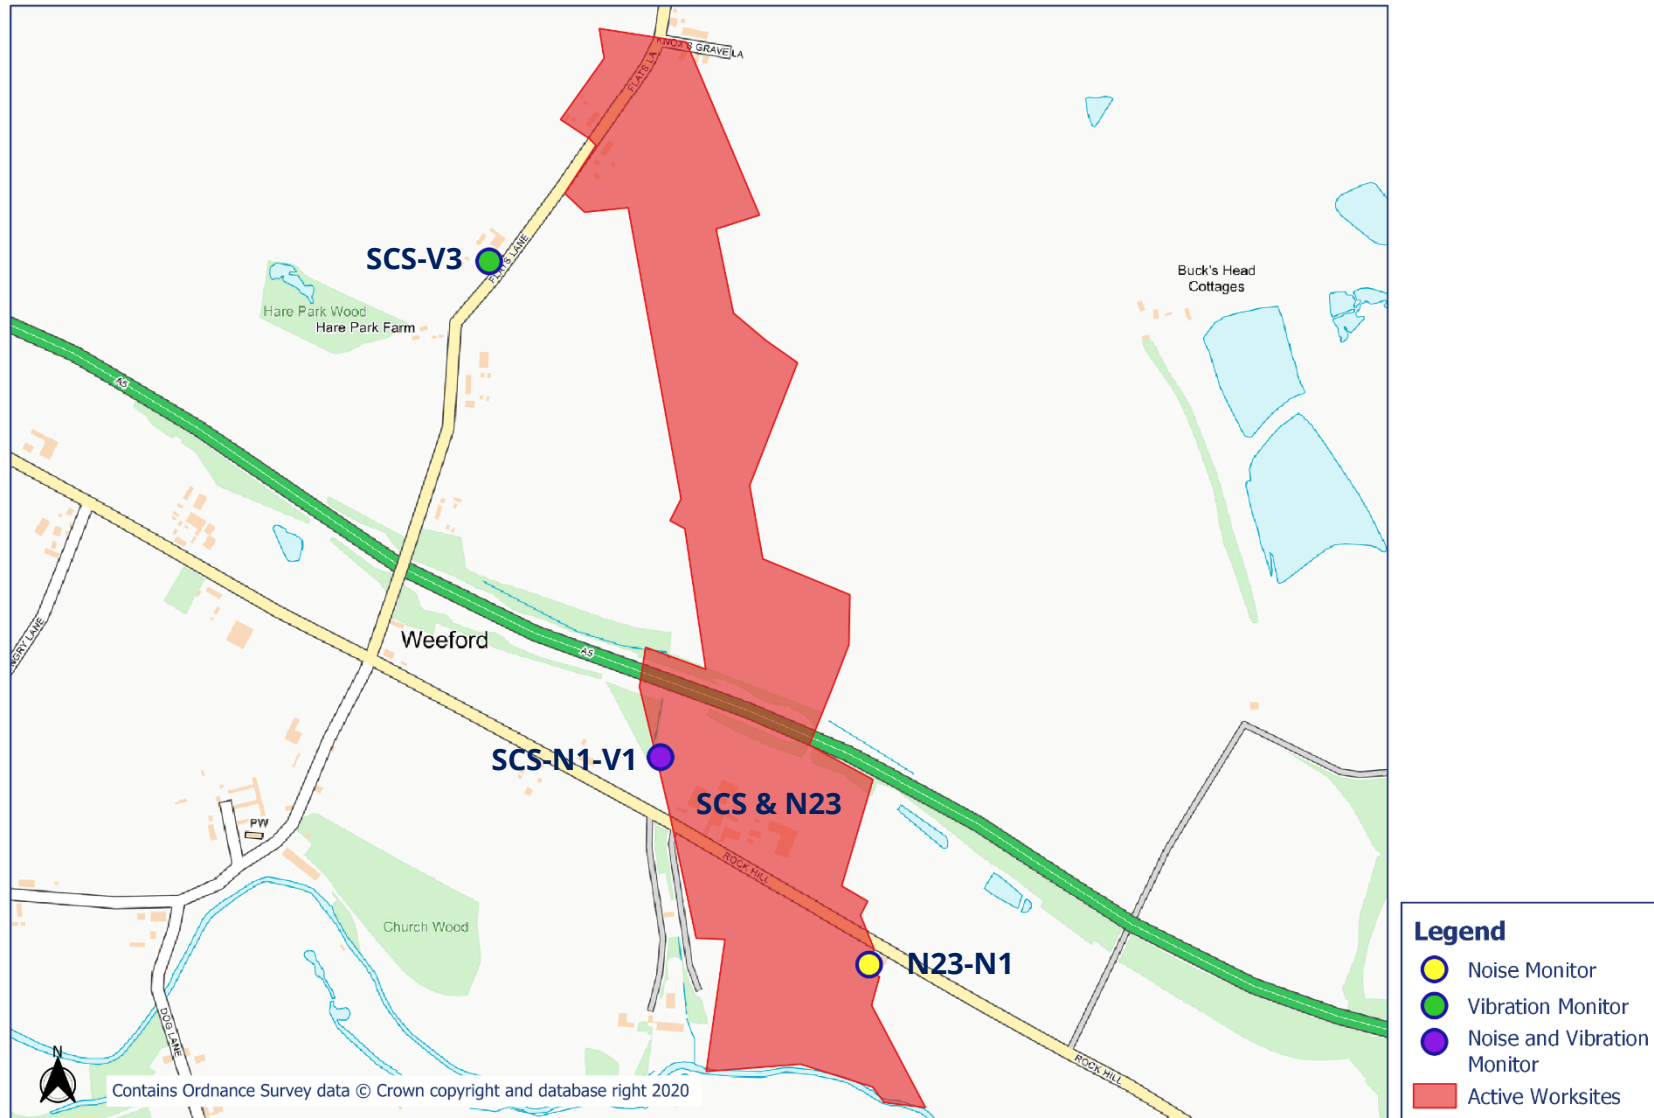 KNOX'S GRAVE LA
FLATS LA
SCS-V3
FLATS LANE
Buck's Head
Cottages
Hare Park Wood
Hare Park Farm
A5
Weeford
A5
NGRY LANE
SCS-N1-V1
SCS & N23
PW
ROCK HILL
Church Wood
N23-N1
DOG LANE
ROCK HILL
N
Contains Ordnance Survey data © Crown copyright and database right 2020
Legend
Noise Monitor
Vibration Monitor
Noise and Vibration
Monitor
Active Worksites